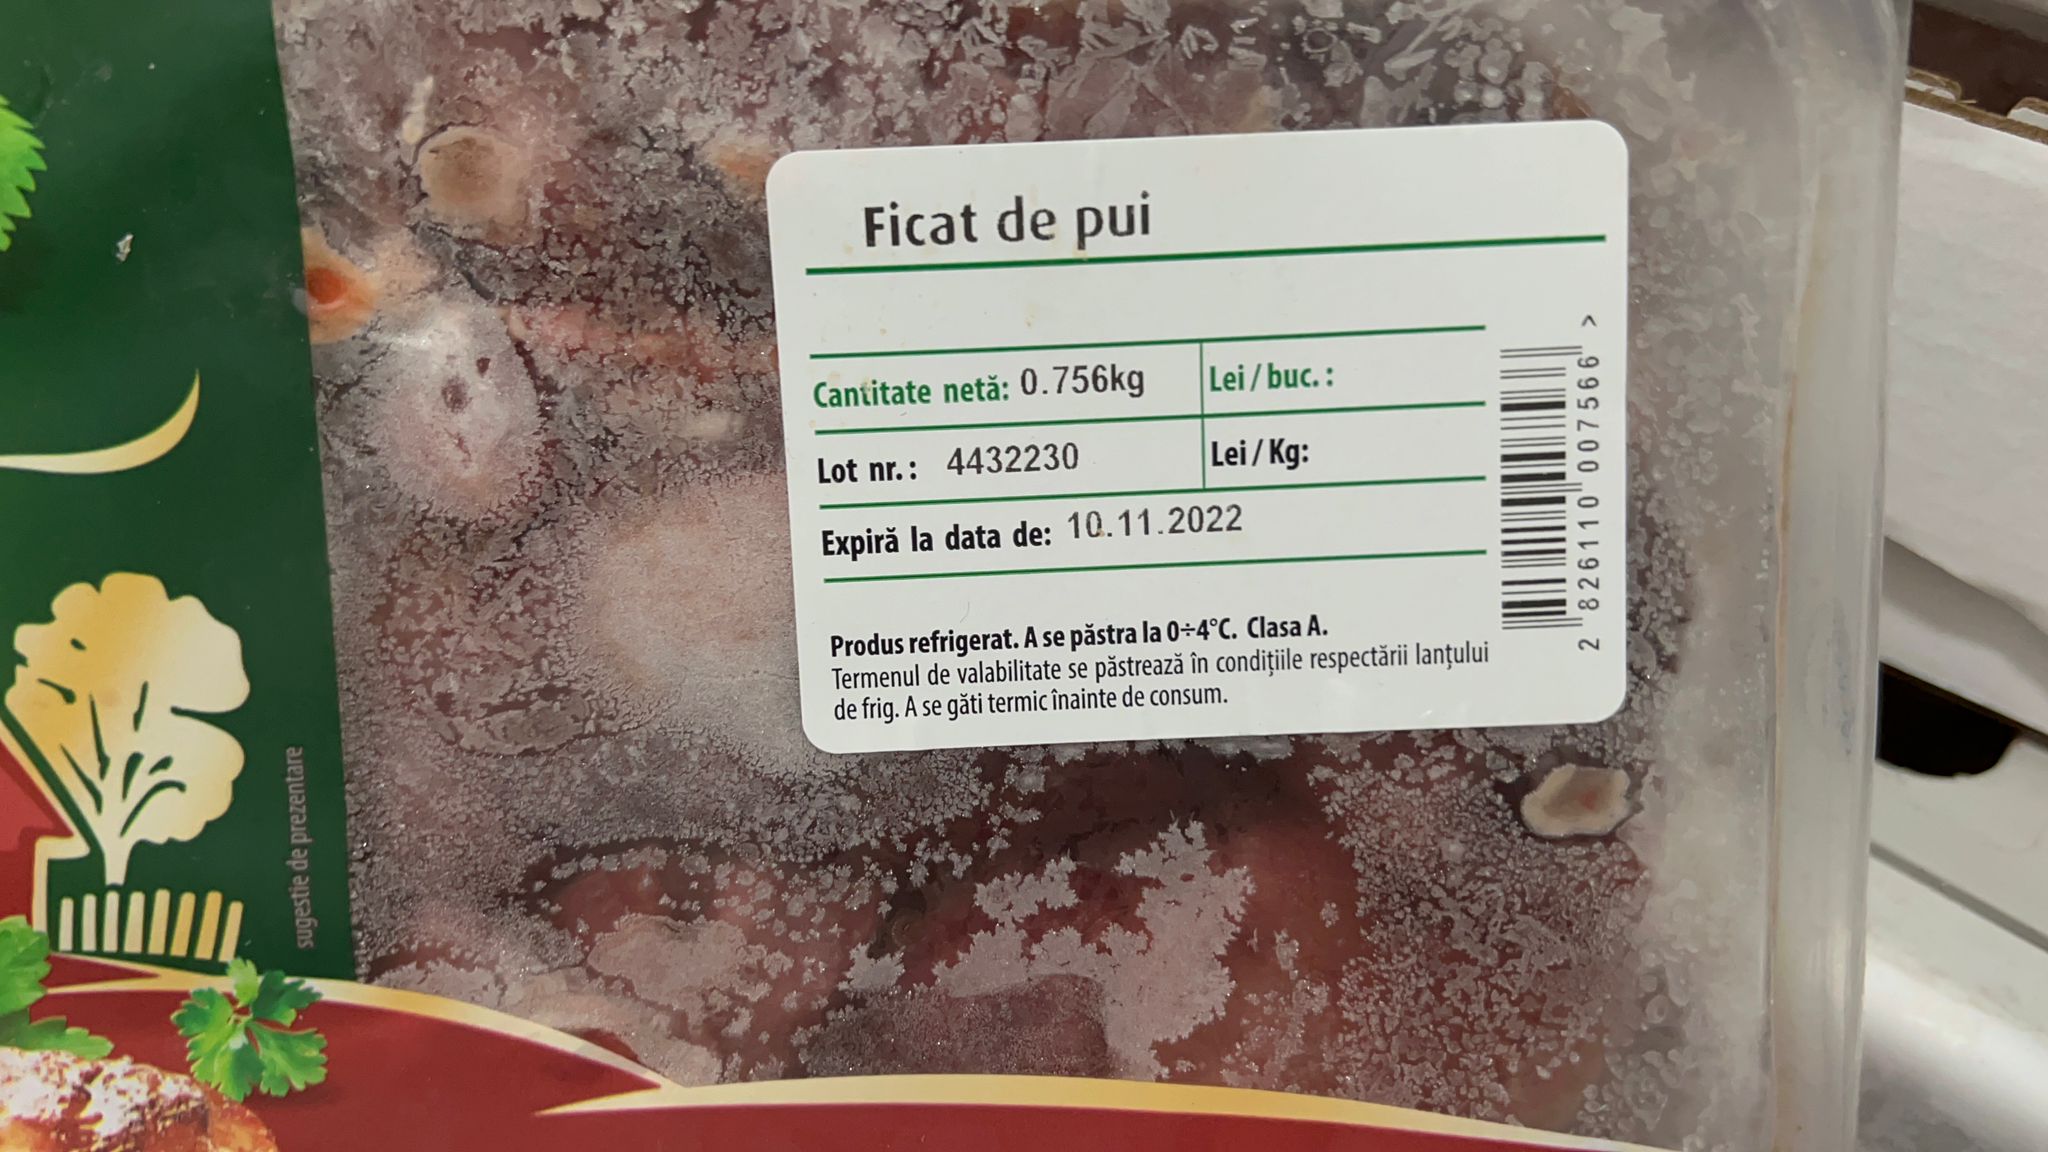 Ficat de pui
Cantitate netă: 0.756kg
Lei / buc. :
Lot nr. : 4432230
Lei / Kg:
Expiră la data de: 10.11.2022
Produs refrigerat. A se păstra la 0÷4°C. Clasa A.
Termenul de valabilitate se păstrează în condițiile respectării lanțului
de frig. A se găti termic înainte de consum.
2 826110 007566 >
sugestie de prezentare